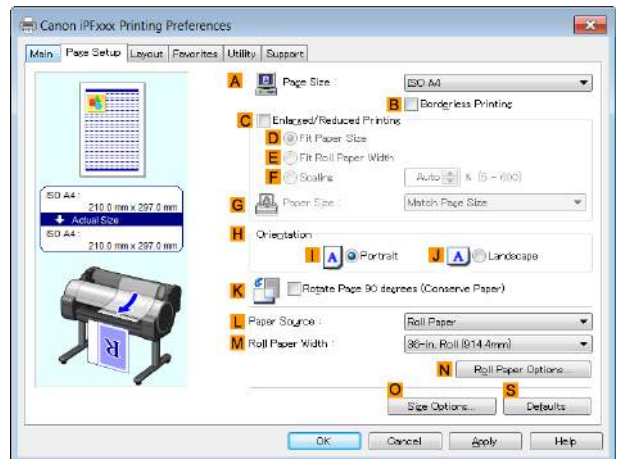 Canon iPFxxx Printing Preferences
Main Page Setup Layout Favorites Utility Support
A Page Size : ISO A4
B Borderless Printing
C Enlarged/Reduced Printing
D Fit Paper Size
E Fit Roll Paper Width
F Scaling Auto % (5 - 600)
G Paper Size : Match Page Size
ISO A4 :
210.0 mm x 297.0 mm
Actual Size
ISO A4 :
210.0 mm x 297.0 mm
H Orientation
I A Portrait J A Landscape
K Rotate Page 90 degrees (Conserve Paper)
R
L Paper Source : Roll Paper
M Roll Paper Width : 36-in. Roll (914.4mm)
N Roll Paper Options...
O S
Size Options... Defaults
OK Cancel Apply Help